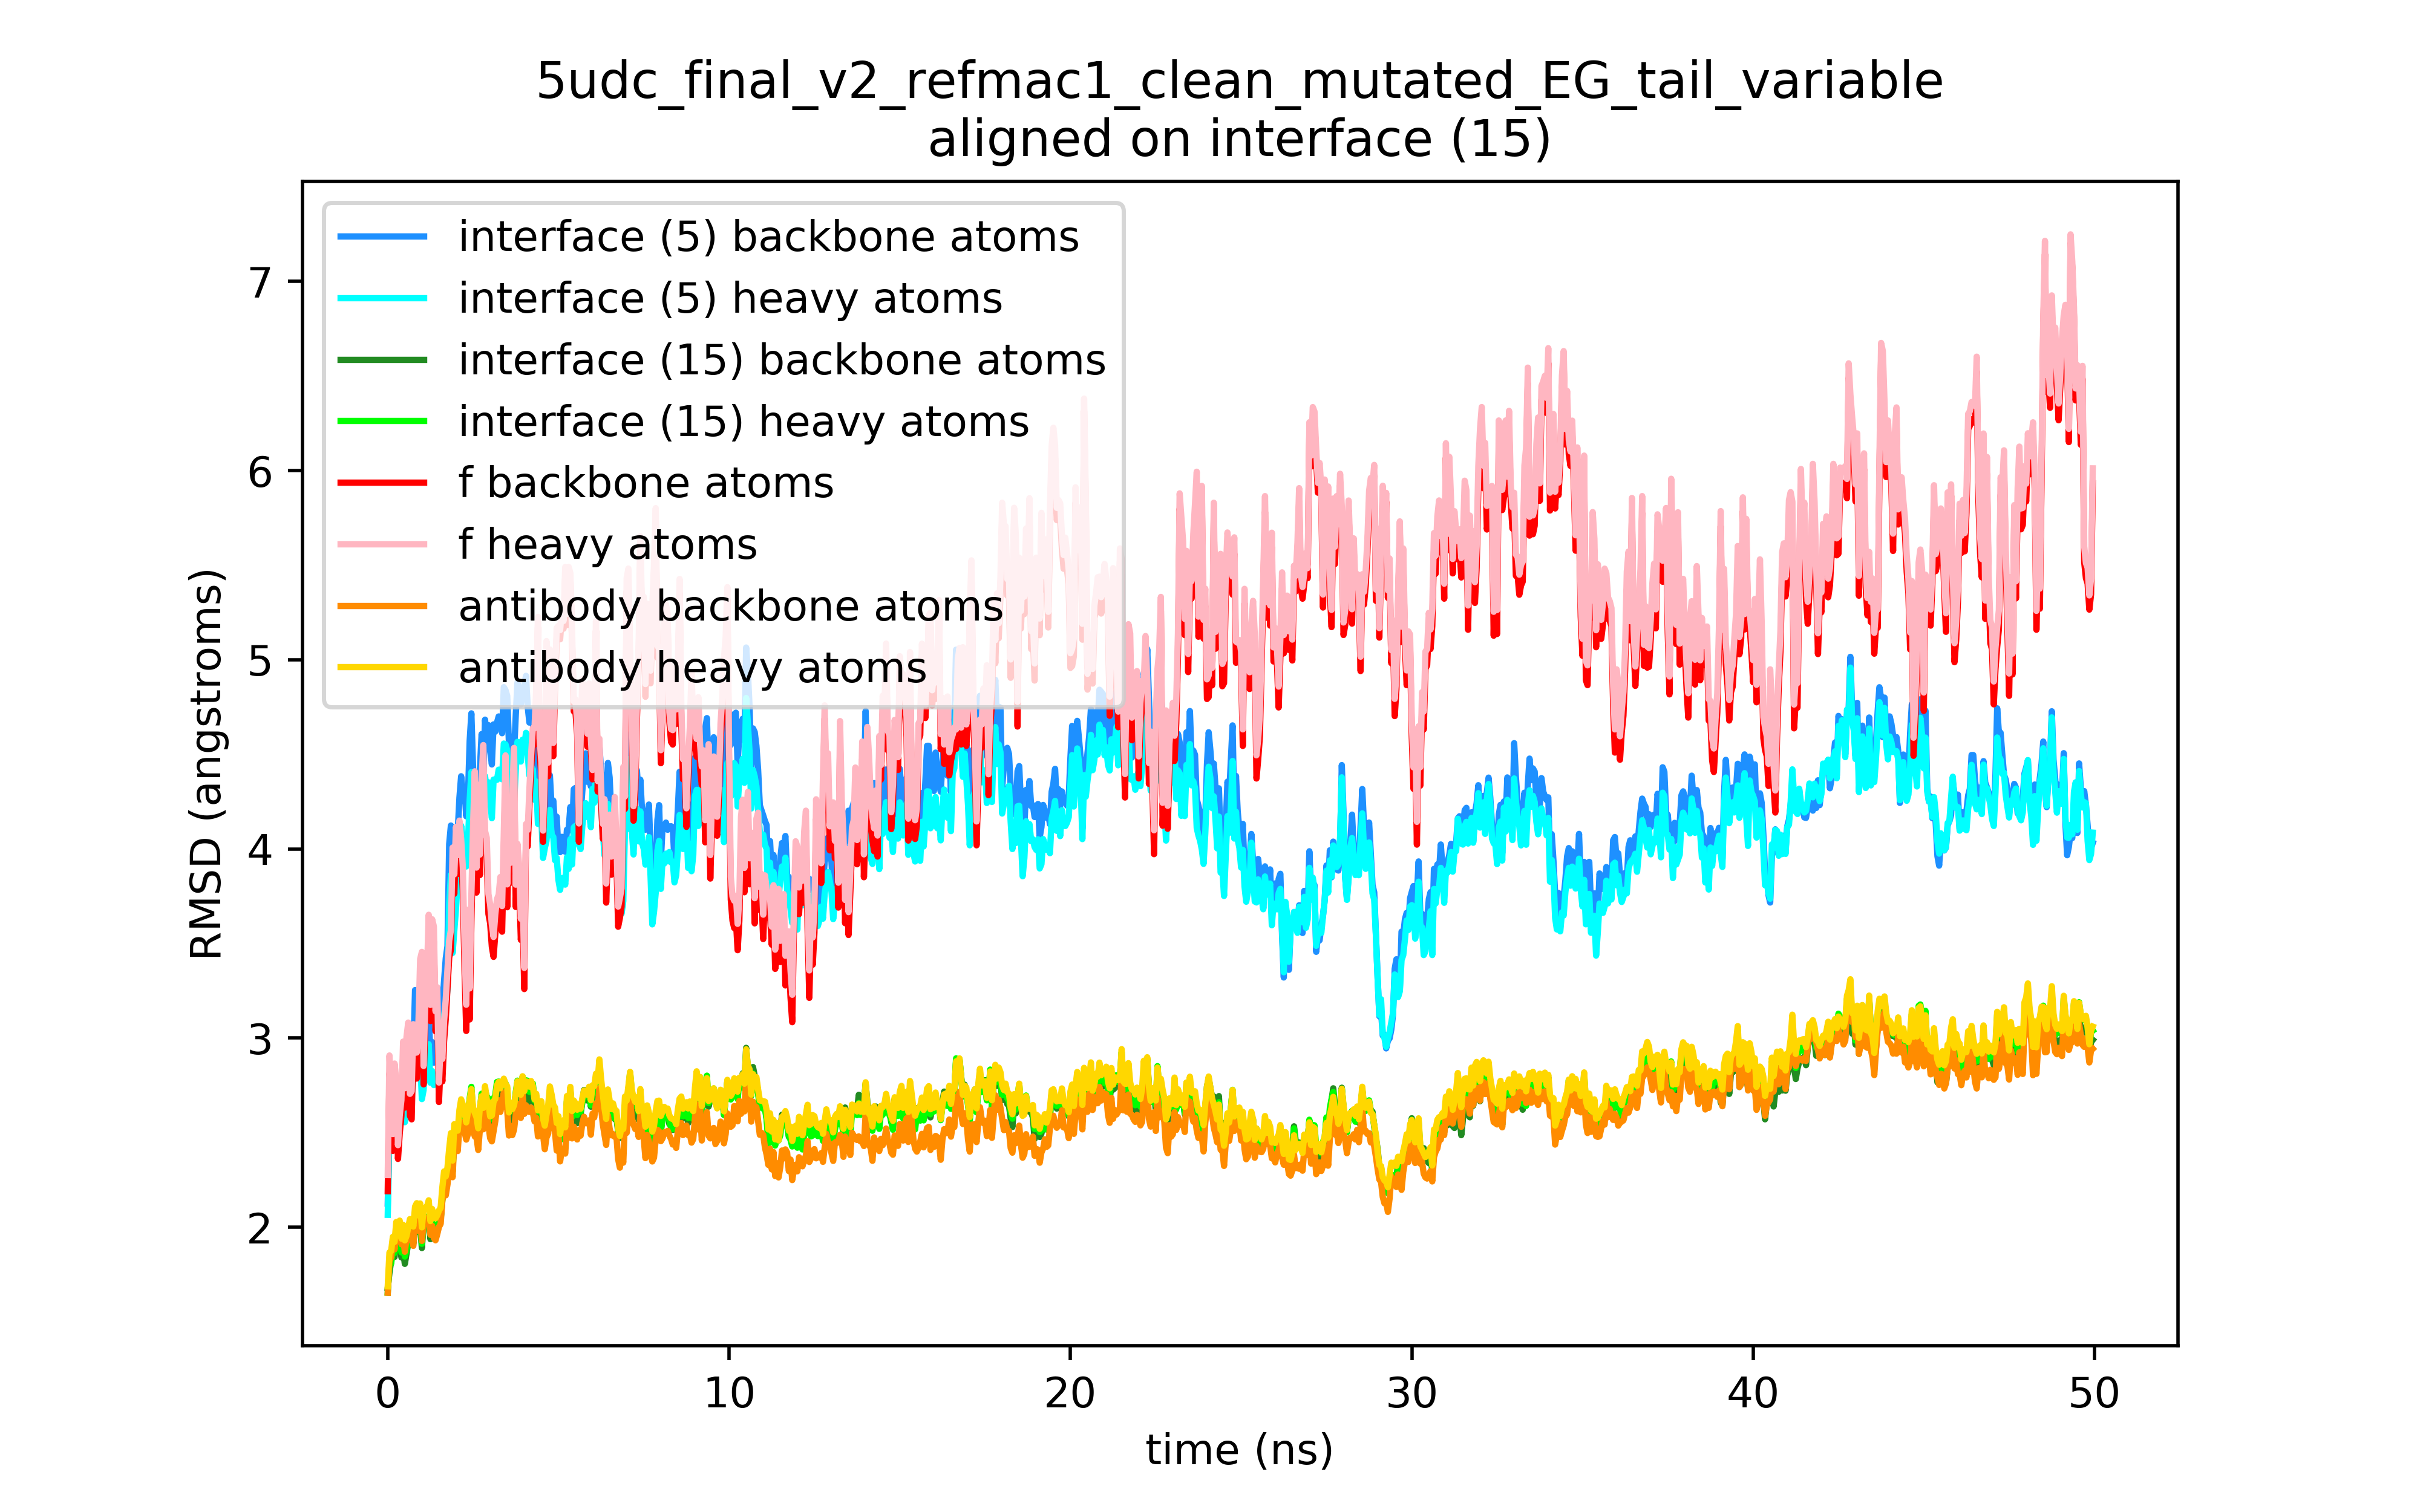 5udc_final_v2_refmac1_clean_mutated_EG_tail_variable
aligned on interface (15)
interface (5) backbone atoms
interface (5) heavy atoms
interface (15) backbone atoms
interface (15) heavy atoms
f backbone atoms
f heavy atoms
antibody backbone atoms
antibody heavy atoms
RMSD (angstroms)
7
6
5
4
3
2
0 10 20 30 40 50
time (ns)